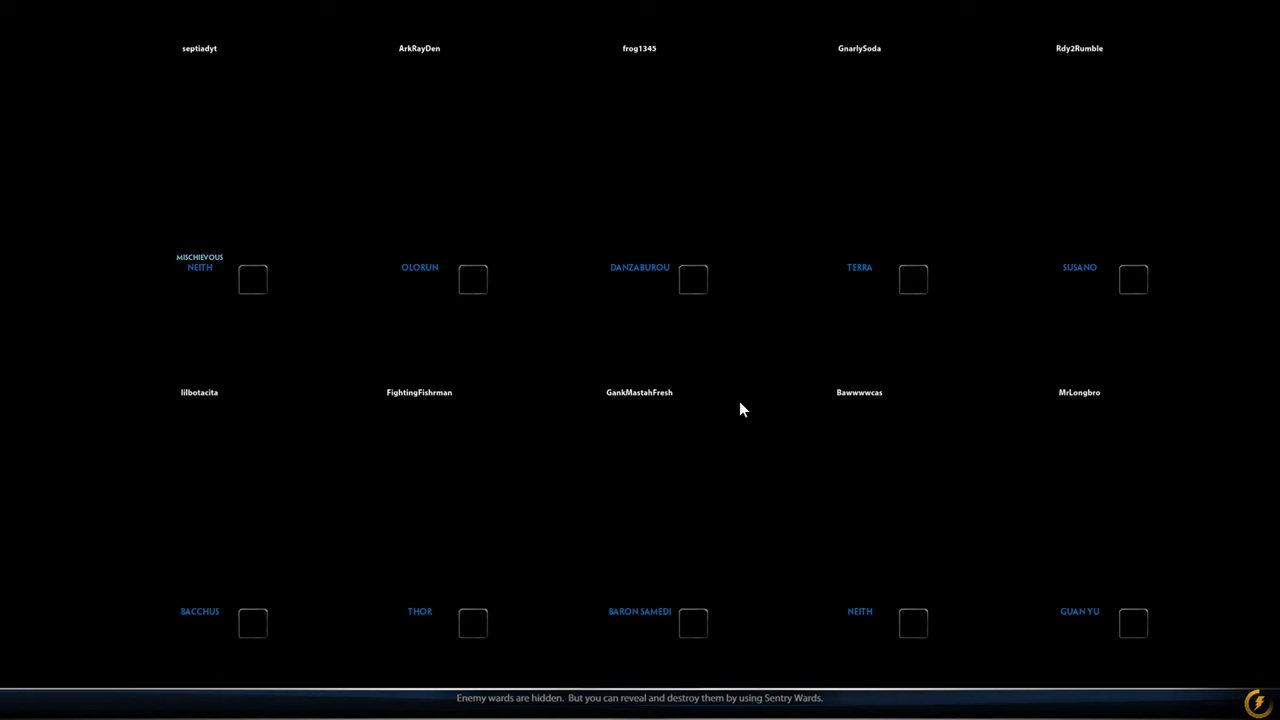 septiadyt
ArkRayDen
frog1345
GnarlySoda
Rdy2Rumble
MISCHIEVOUS
NEITH
OLORUN
DANZABUROU
TERRA
SUSANO
lilbotacita
FightingFishrman
GankMastahFresh
Bawwwwcas
MrLongbro
BACCHUS
THOR
BARON SAMEDI
NEITH
GUAN YU
Enemy wards are hidden. But you can reveal and destroy them by using Sentry Wards.